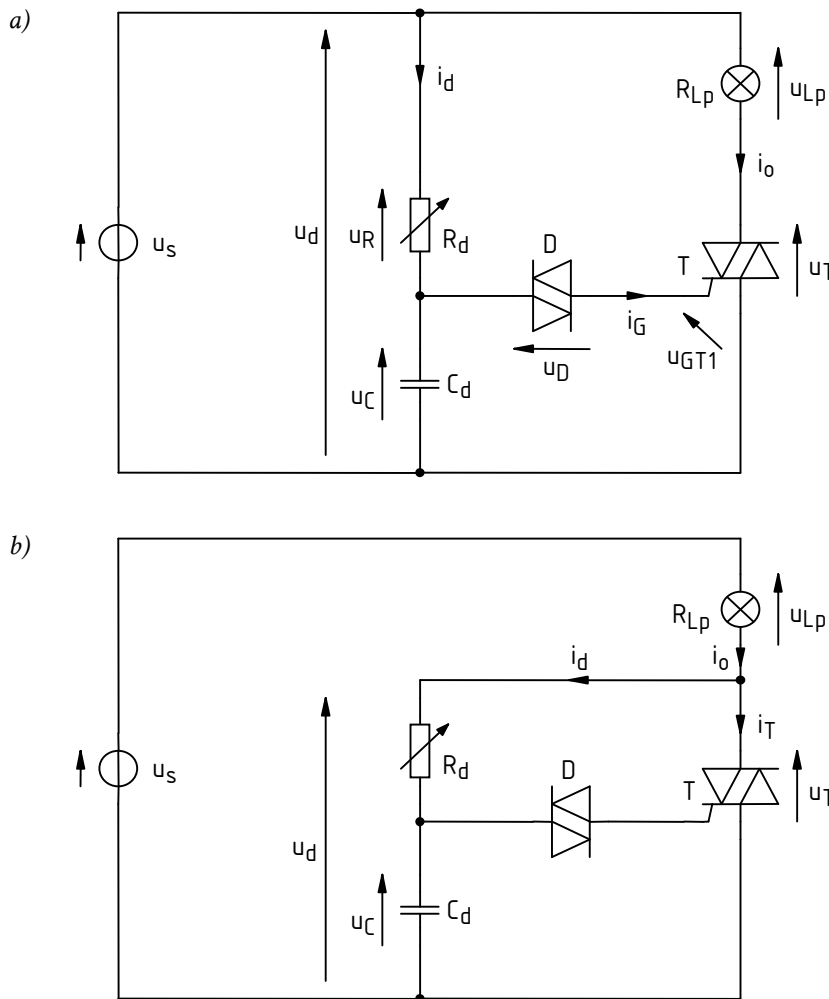 a)
i_d
R_Lp
u_Lp
i_o
u_s
u_d
u_R
R_d
D
T
u_T
i_G
u_D
u_GT1
u_C
C_d
b)
R_Lp
u_Lp
i_d
i_o
i_T
u_s
R_d
D
T
u_T
u_d
u_C
C_d